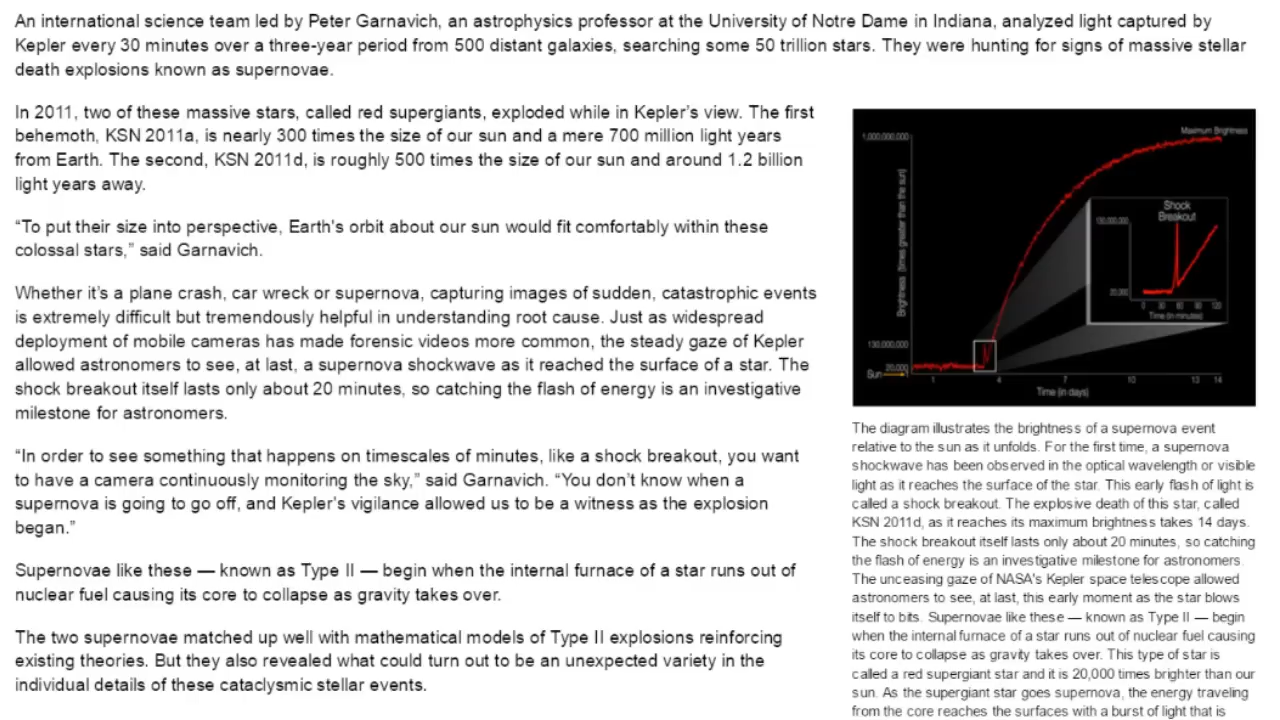 An international science team led by Peter Garnavich, an astrophysics professor at the University of Notre Dame in Indiana, analyzed light captured by
Kepler every 30 minutes over a three-year period from 500 distant galaxies, searching some 50 trillion stars. They were hunting for signs of massive stellar
death explosions known as supernovae.
In 2011, two of these massive stars, called red supergiants, exploded while in Kepler's view. The first
behemoth, KSN 2011a, is nearly 300 times the size of our sun and a mere 700 million light years
from Earth. The second, KSN 2011d, is roughly 500 times the size of our sun and around 1.2 billion
light years away.
“To put their size into perspective, Earth's orbit about our sun would fit comfortably within these
colossal stars,” said Garnavich.
Whether it's a plane crash, car wreck or supernova, capturing images of sudden, catastrophic events
is extremely difficult but tremendously helpful in understanding root cause. Just as widespread
deployment of mobile cameras has made forensic videos more common, the steady gaze of Kepler
allowed astronomers to see, at last, a supernova shockwave as it reached the surface of a star. The
shock breakout itself lasts only about 20 minutes, so catching the flash of energy is an investigative
milestone for astronomers.
“In order to see something that happens on timescales of minutes, like a shock breakout, you want
to have a camera continuously monitoring the sky,” said Garnavich. “You don't know when a
supernova is going to go off, and Kepler's vigilance allowed us to be a witness as the explosion
began.”
Supernovae like these — known as Type II — begin when the internal furnace of a star runs out of
nuclear fuel causing its core to collapse as gravity takes over.
The two supernovae matched up well with mathematical models of Type II explosions reinforcing
existing theories. But they also revealed what could turn out to be an unexpected variety in the
individual details of these cataclysmic stellar events.
Maximum Brightness
1,000,000,000
Brightness (times greater than the sun)
130,000,000
20,000
Sun
1 4 7 10 13 14
Time (in days)
Shock
Breakout
130,000,000
20,000
0 30 60 90 120
Time (in minutes)
The diagram illustrates the brightness of a supernova event
relative to the sun as it unfolds. For the first time, a supernova
shockwave has been observed in the optical wavelength or visible
light as it reaches the surface of the star. This early flash of light is
called a shock breakout. The explosive death of this star, called
KSN 2011d, as it reaches its maximum brightness takes 14 days.
The shock breakout itself lasts only about 20 minutes, so catching
the flash of energy is an investigative milestone for astronomers.
The unceasing gaze of NASA's Kepler space telescope allowed
astronomers to see, at last, this early moment as the star blows
itself to bits. Supernovae like these — known as Type II — begin
when the internal furnace of a star runs out of nuclear fuel causing
its core to collapse as gravity takes over. This type of star is
called a red supergiant star and it is 20,000 times brighter than our
sun. As the supergiant star goes supernova, the energy traveling
from the core reaches the surfaces with a burst of light that is